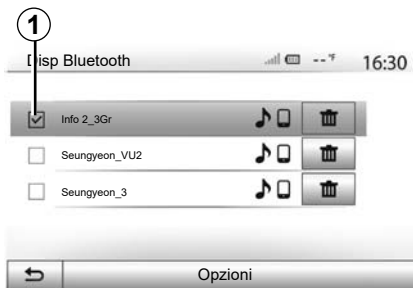 1
Disp Bluetooth
-- °F
16:30
Info 2_3Gr
Seungyeon_VU2
Seungyeon_3
Opzioni